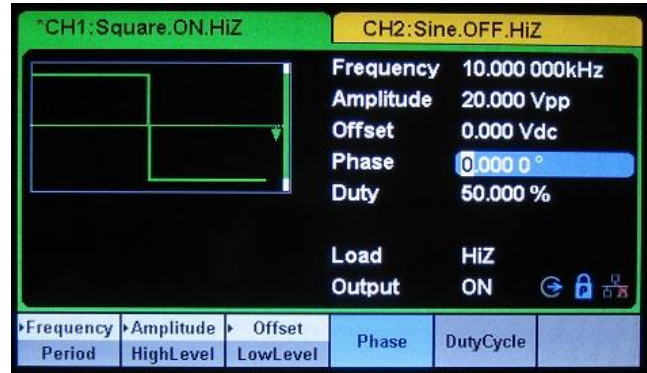 *CH1:Square.ON.HiZ CH2:Sine.OFF.HiZ
Frequency 10.000 000kHz
Amplitude 20.000 Vpp
Offset 0.000 Vdc
Phase 0.000 0 °
Duty 50.000 %
Load HiZ
Output ON
Frequency Amplitude Offset Phase DutyCycle
Period HighLevel LowLevel